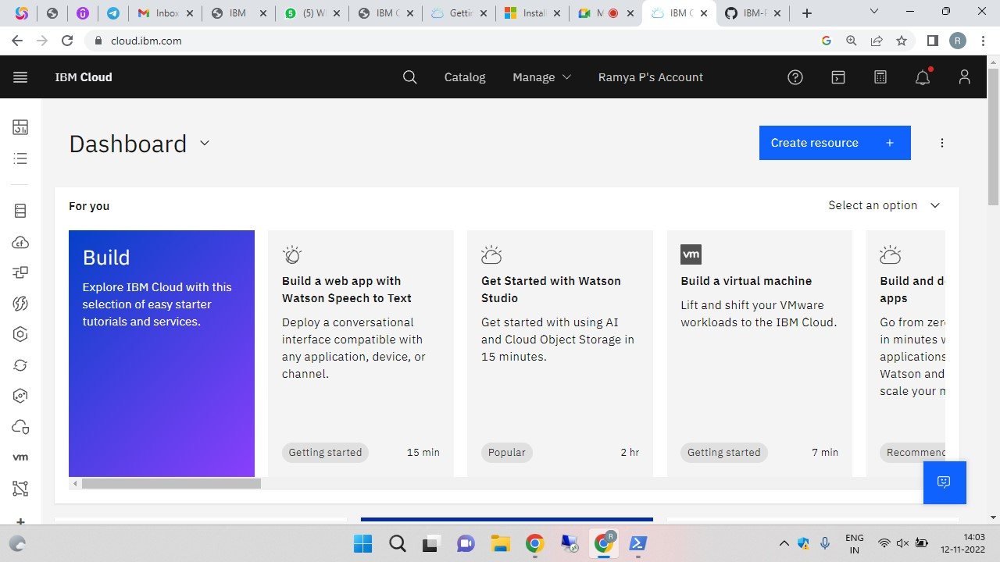 Inbox
IBM
(5) W
IBM C
Gettir
Instal
M
IBM C
IBM-F
cloud.ibm.com
R
IBM Cloud
Catalog
Manage
Ramya P's Account
Dashboard
Create resource +
For you
Select an option
Build
Explore IBM Cloud with this
selection of easy starter
tutorials and services.
Build a web app with
Watson Speech to Text
Deploy a conversational
interface compatible with
any application, device, or
channel.
Getting started
15 min
Get Started with Watson
Studio
Get started with using AI
and Cloud Object Storage in
15 minutes.
Popular
2 hr
vm
Build a virtual machine
Lift and shift your VMware
workloads to the IBM Cloud.
Getting started
7 min
Build and d
apps
Go from zer
in minutes w
applications
Watson and
scale your m
Recommenc
cf
vm
R
ENG
IN
14:03
12-11-2022